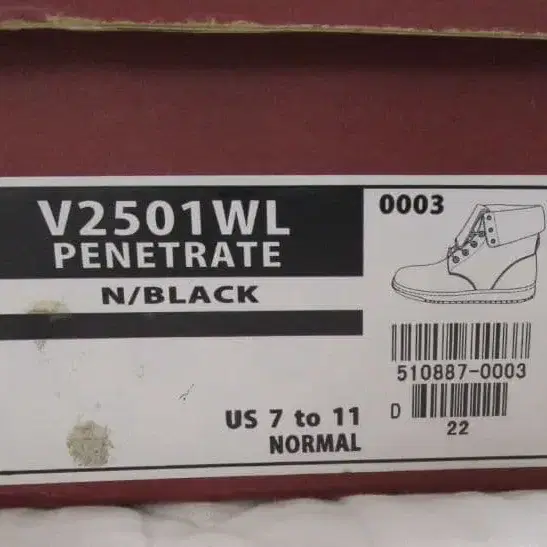 V2501WL
PENETRATE
N/BLACK
US 7 to 11
NORMAL
0003
510887-0003
D
22